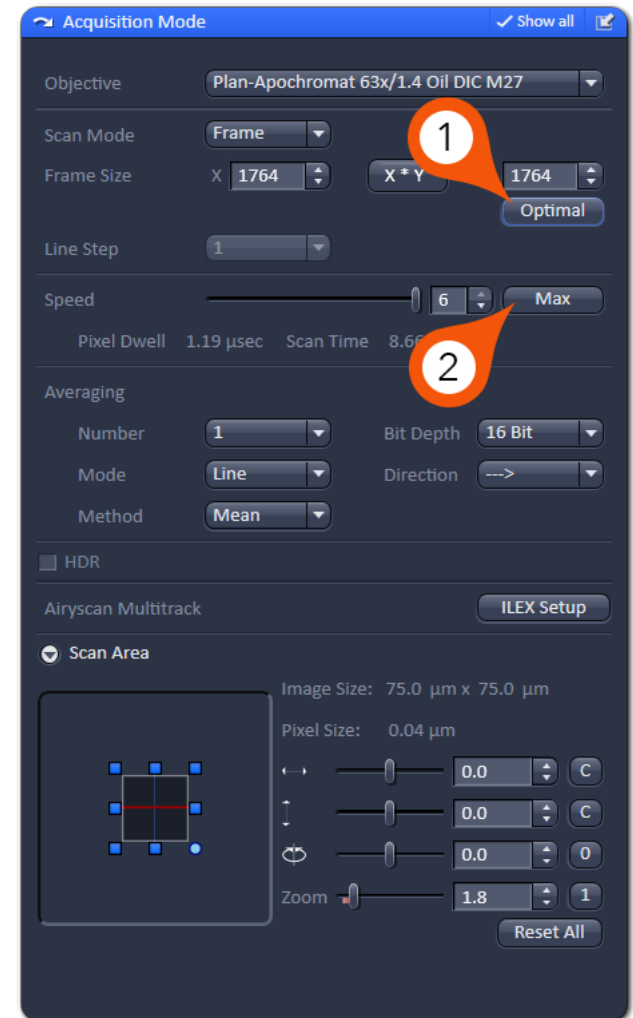 Acquisition Mode Show all
Objective Plan-Apochromat 63x/1.4 Oil DIC M27
Scan Mode Frame
1
Frame Size X 1764 X * Y 1764
Optimal
Line Step 1
Speed 6 Max
Pixel Dwell 1.19 µsec Scan Time
2
Averaging
Number 1 Bit Depth 16 Bit
Mode Line Direction --->
Method Mean
HDR
Airyscan Multitrack ILEX Setup
Scan Area
Image Size: 75.0 µm x 75.0 µm
Pixel Size: 0.04 µm
0.0 C
0.0 C
0.0 0
Zoom 1.8 1
Reset All